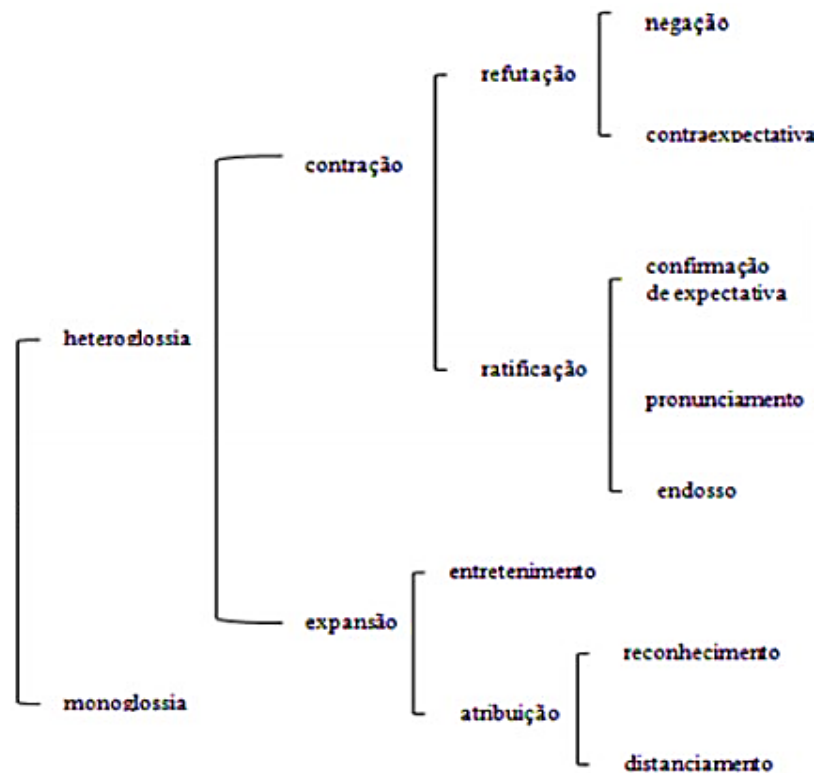 negação
refutação
contraexpectativa
contração
confirmação
de expectativa
heteroglossia
ratificação
pronunciamento
endosso
entretenimento
expansão
reconhecimento
monoglossia
atribuição
distanciamento